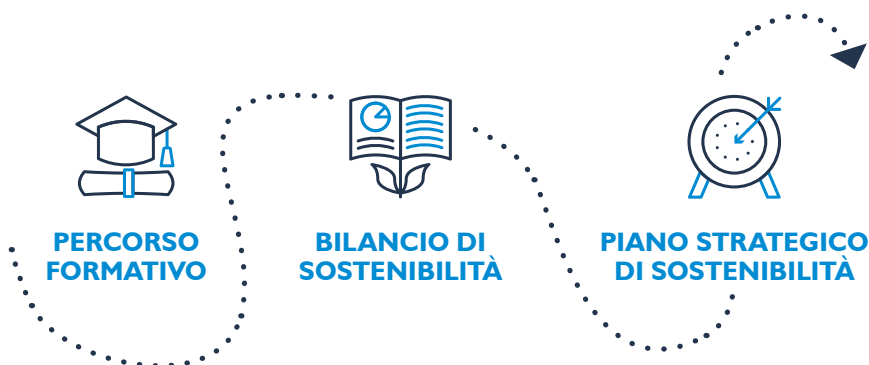 PERCORSO
FORMATIVO
BILANCIO DI
SOSTENIBILITÀ
PIANO STRATEGICO
DI SOSTENIBILITÀ